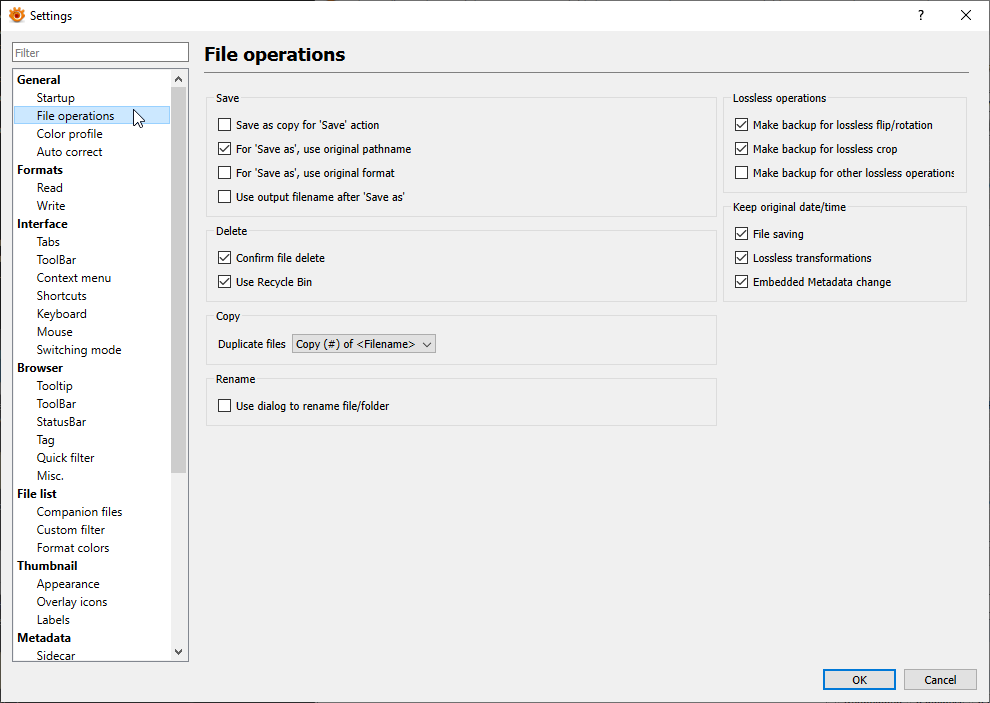 Settings
?
Filter
General
Startup
File operations
Color profile
Auto correct
Formats
Read
Write
Interface
Tabs
ToolBar
Context menu
Shortcuts
Keyboard
Mouse
Switching mode
Browser
Tooltip
ToolBar
StatusBar
Tag
Quick filter
Misc.
File list
Companion files
Custom filter
Format colors
Thumbnail
Appearance
Overlay icons
Labels
Metadata
Sidecar
File operations
Save
Save as copy for 'Save' action
For 'Save as', use original pathname
For 'Save as', use original format
Use output filename after 'Save as'
Delete
Confirm file delete
Use Recycle Bin
Copy
Duplicate files Copy (#) of <Filename>
Rename
Use dialog to rename file/folder
Lossless operations
Make backup for lossless flip/rotation
Make backup for lossless crop
Make backup for other lossless operations
Keep original date/time
File saving
Lossless transformations
Embedded Metadata change
OK Cancel